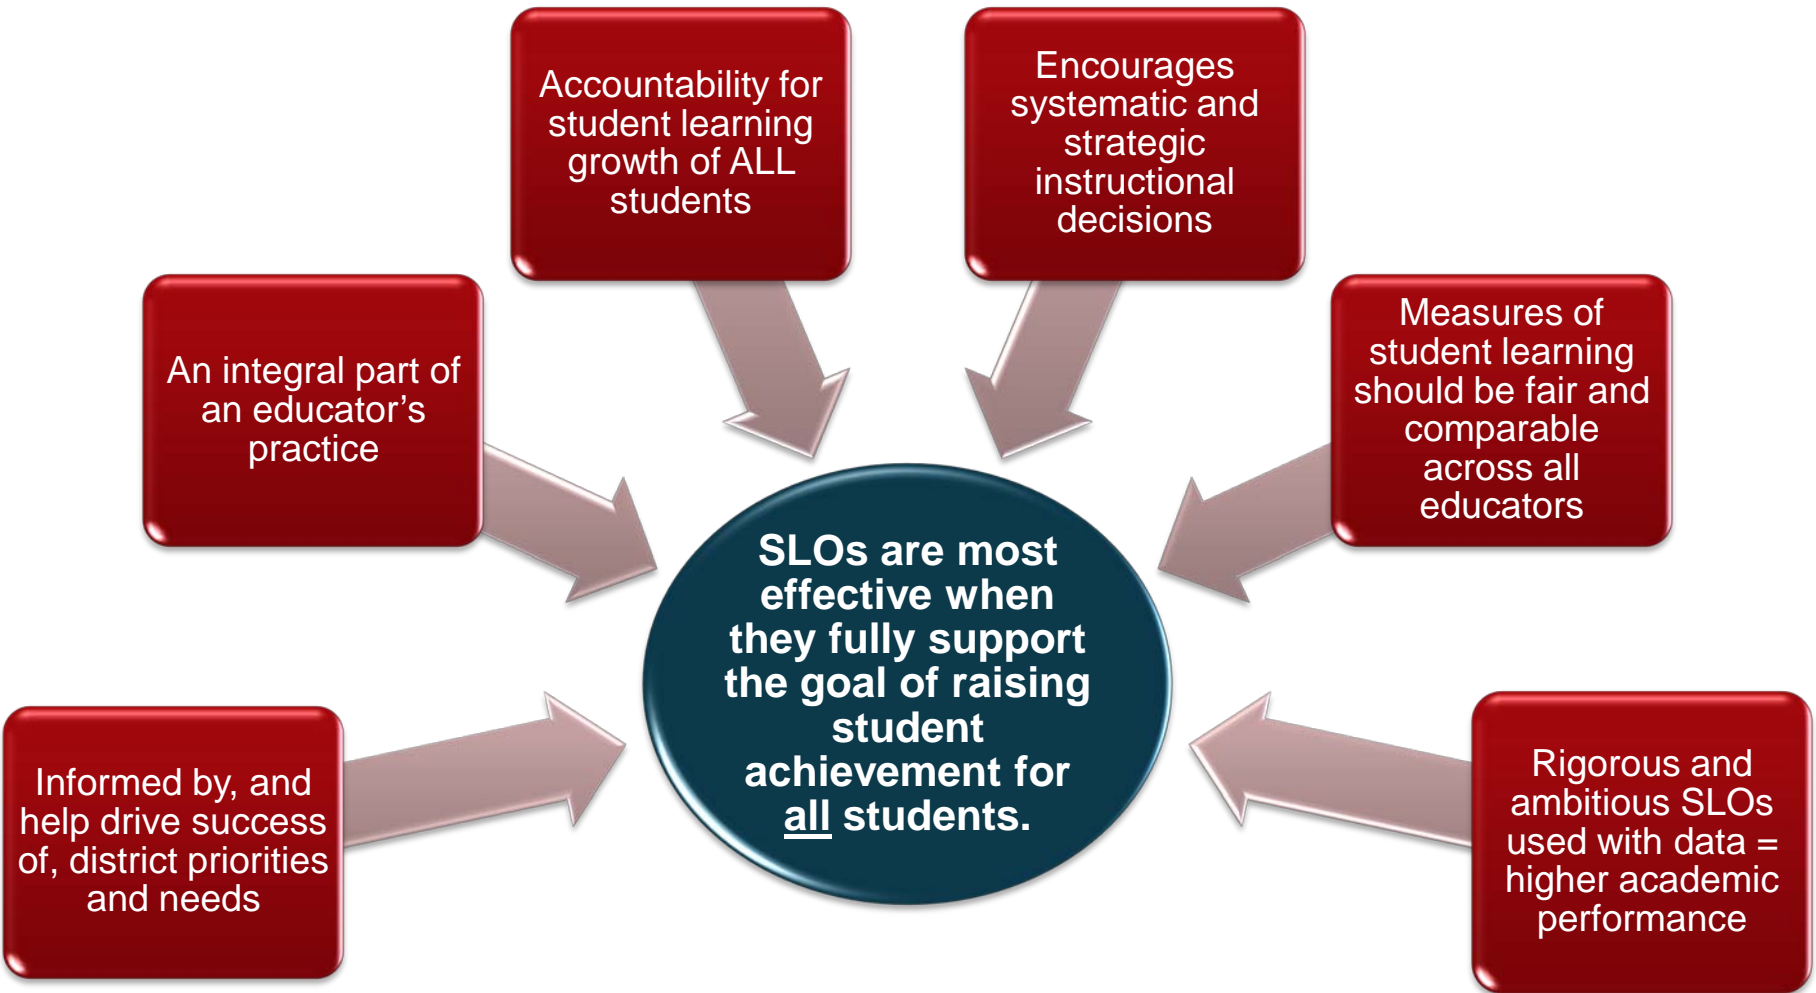 Accountability for
student learning
growth of ALL
students
Encourages
systematic and
strategic
instructional
decisions
An integral part of
an educator’s
practice
Measures of
student learning
should be fair and
comparable
across all
educators
SLOs are most
effective when
they fully support
the goal of raising
student
achievement for
all students.
Informed by, and
help drive success
of, district priorities
and needs
Rigorous and
ambitious SLOs
used with data =
higher academic
performance